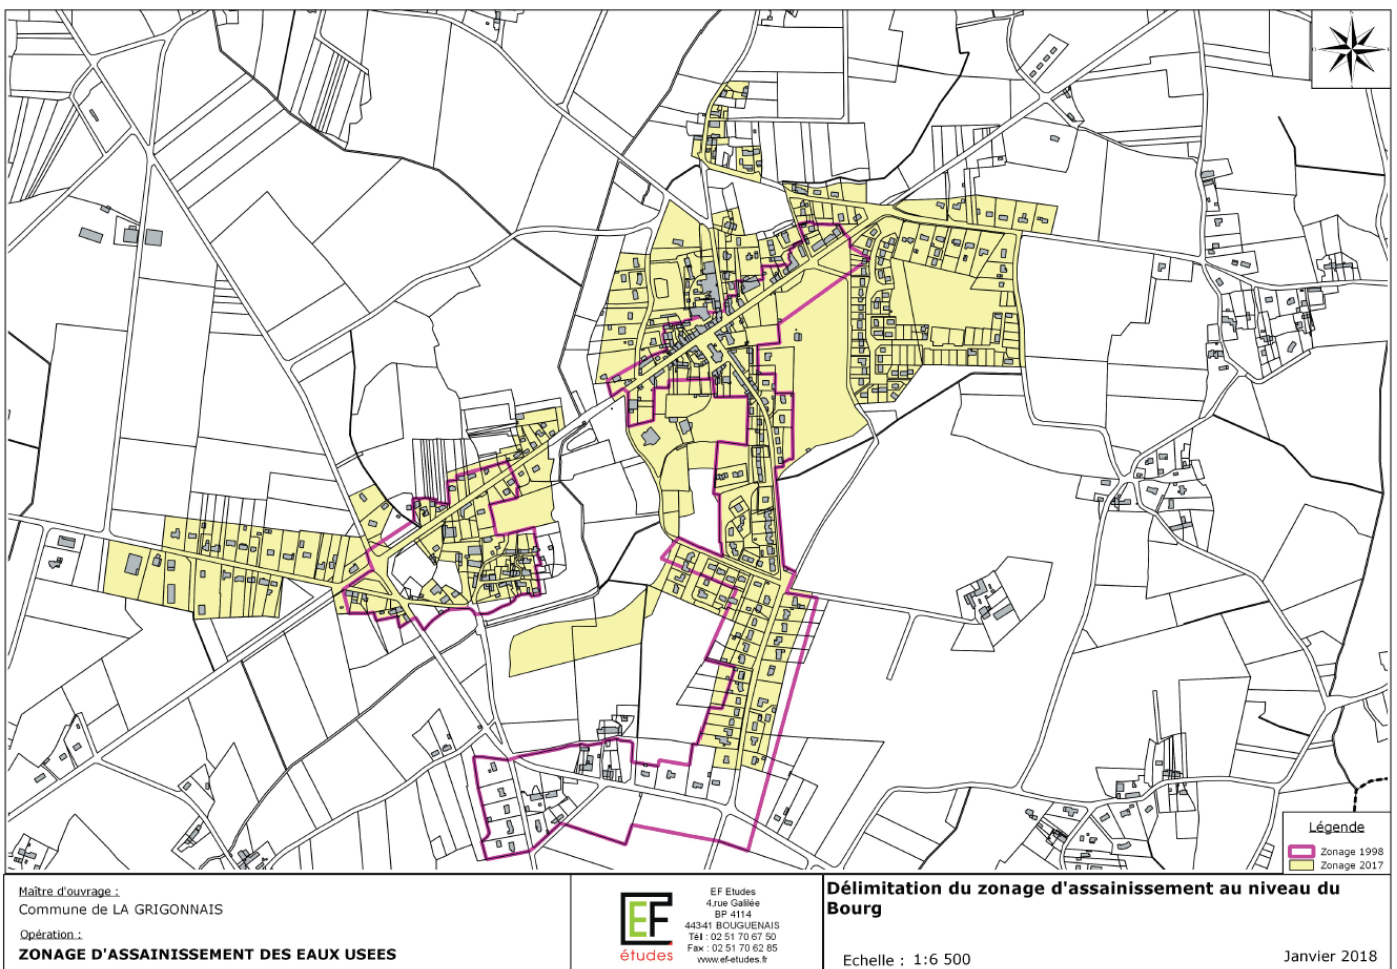 Légende
Zonage 1998
Zonage 2017
Maître d'ouvrage :
Commune de LA GRIGONNAIS
Opération :
ZONAGE D'ASSAINISSEMENT DES EAUX USEES
EF
études
EF Etudes
4,rue Galilée
BP 4114
44341 BOUGUENAIS
Tél : 02 51 70 67 50
Fax : 02 51 70 62 85
www.ef-etudes.fr
Délimitation du zonage d'assainissement au niveau du
Bourg
Echelle : 1:6 500
Janvier 2018